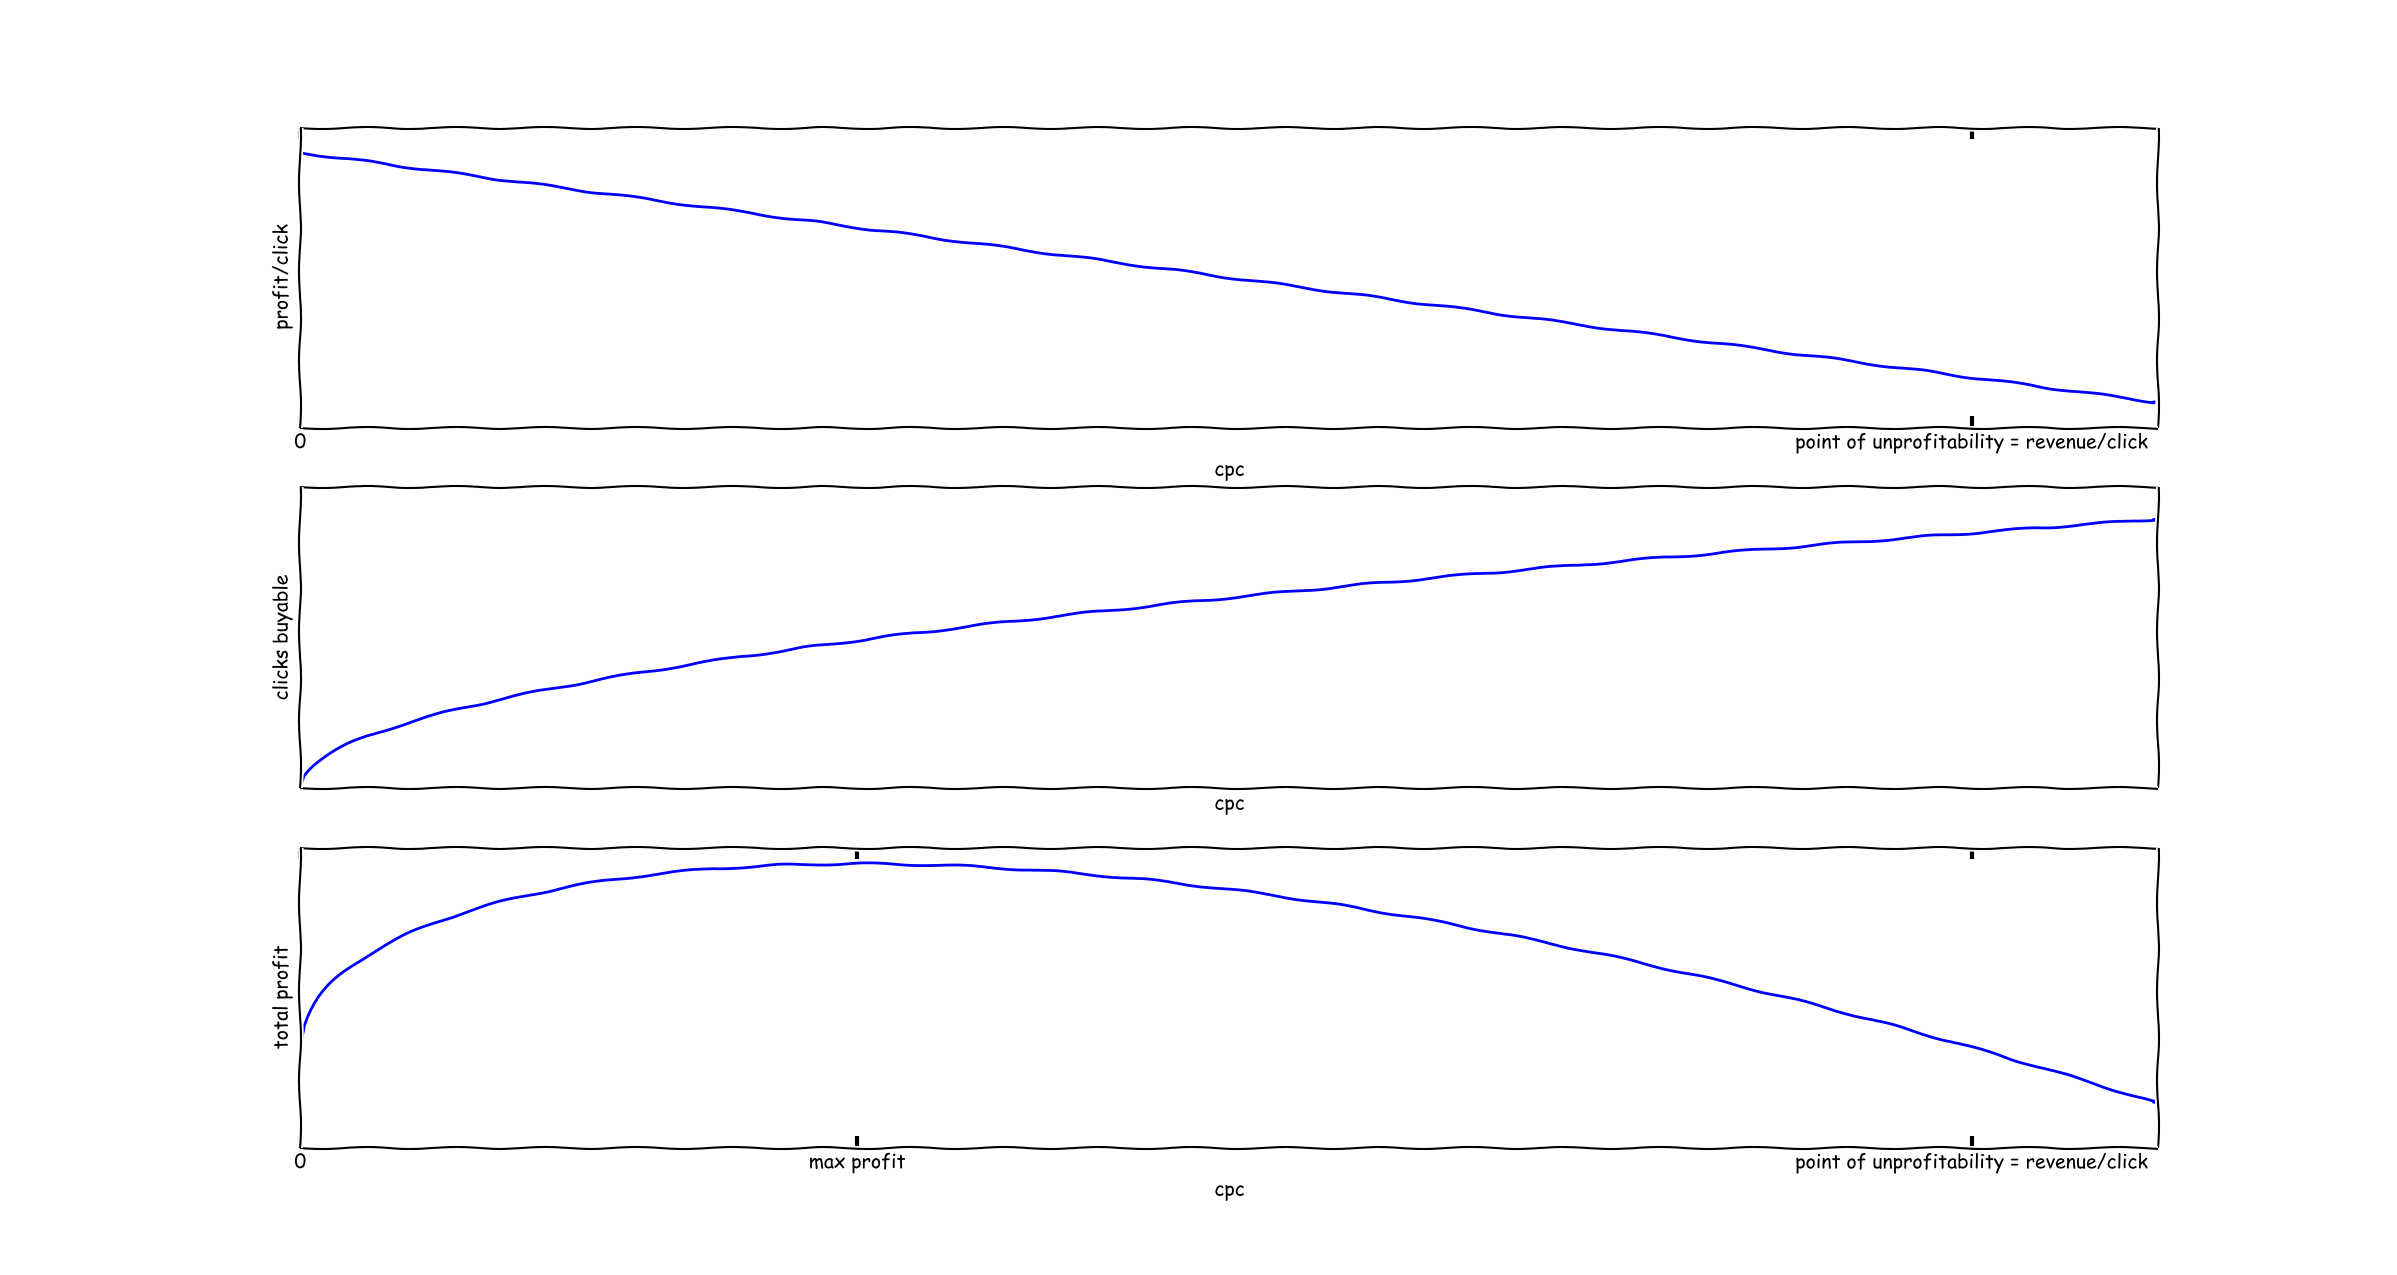 profit/click
0
point of unprofitability = revenue/click
cpc
clicks buyable
cpc
total profit
0
max profit
point of unprofitability = revenue/click
cpc